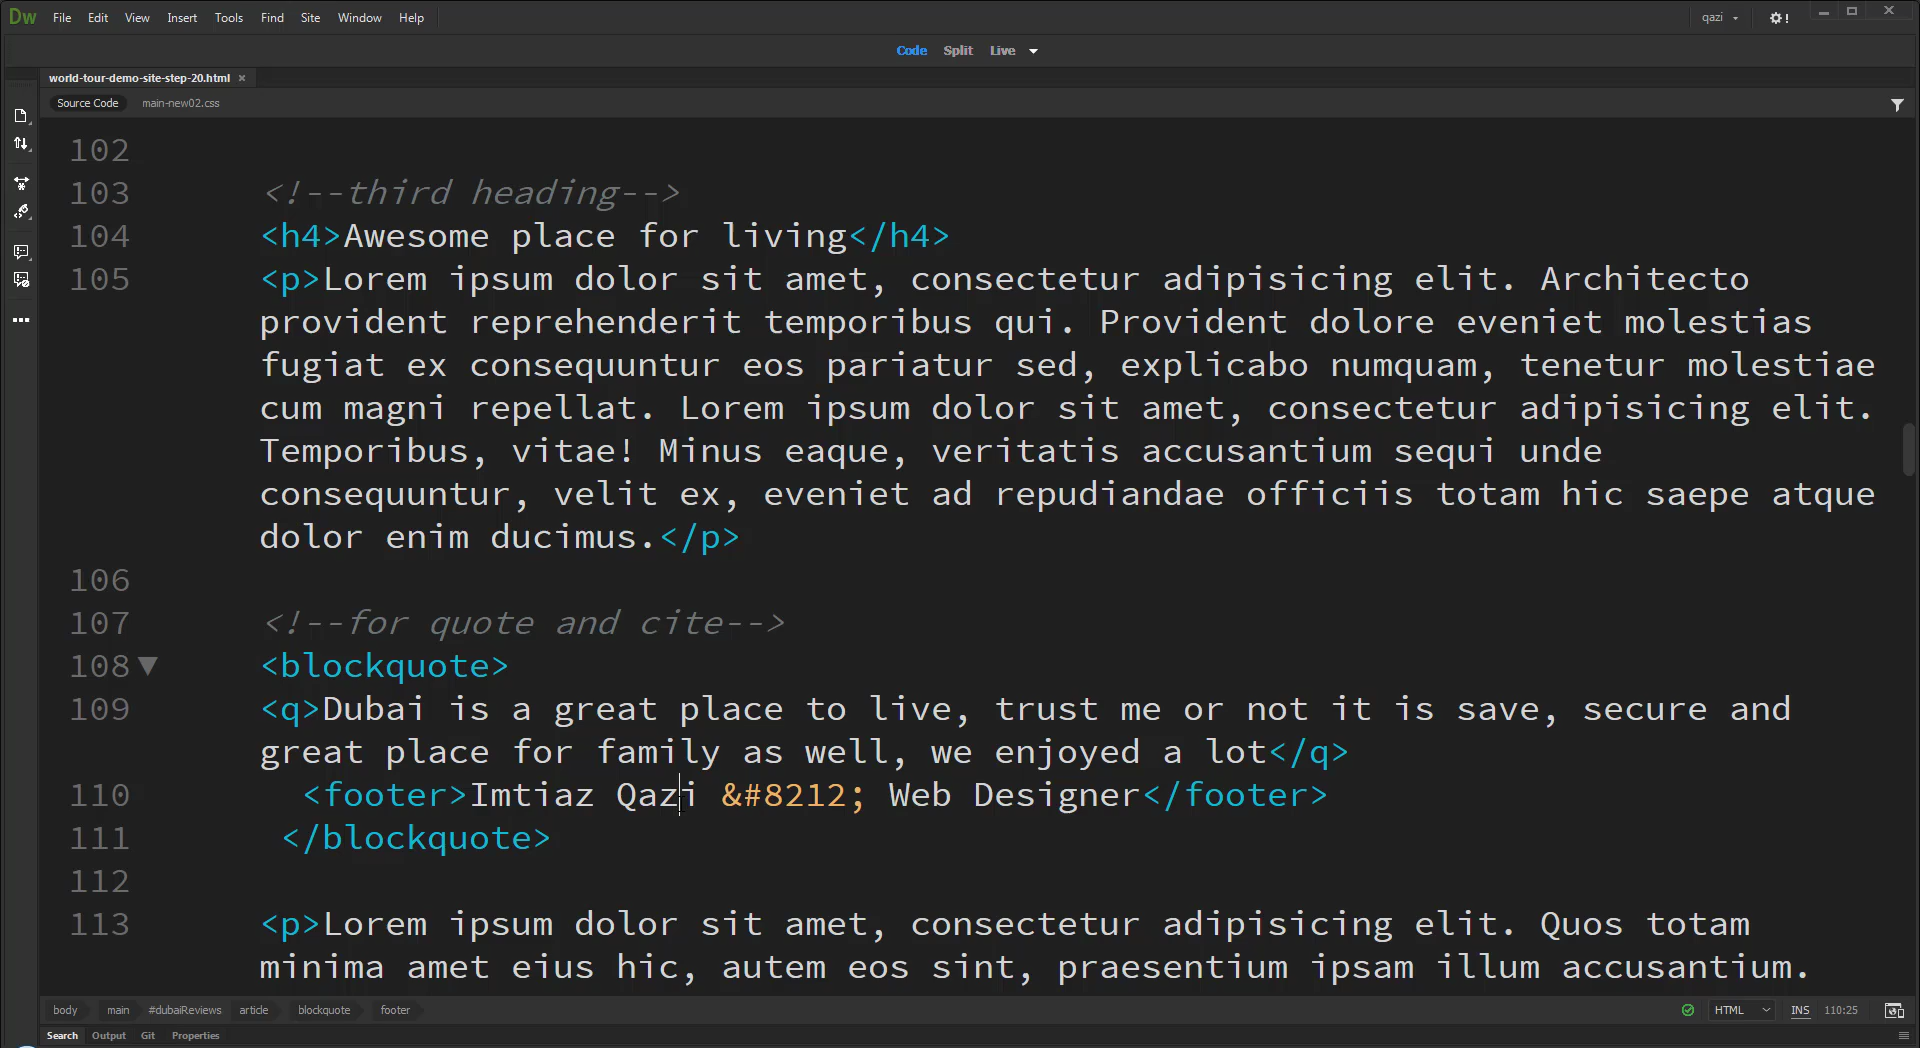 Dw File Edit View Insert Tools Find Site Window Help qazi
Code Split Live
world-tour-demo-site-step-20.html ×
Source Code main-new02.css
102
103 <!--third heading-->
104 <h4>Awesome place for living</h4>
105 <p>Lorem ipsum dolor sit amet, consectetur adipisicing elit. Architecto
provident reprehenderit temporibus qui. Provident dolore eveniet molestias
fugiat ex consequuntur eos pariatur sed, explicabo numquam, tenetur molestiae
cum magni repellat. Lorem ipsum dolor sit amet, consectetur adipisicing elit.
Temporibus, vitae! Minus eaque, veritatis accusantium sequi unde
consequuntur, velit ex, eveniet ad repudiandae officiis totam hic saepe atque
dolor enim ducimus.</p>
106
107 <!--for quote and cite-->
108 <blockquote>
109 <q>Dubai is a great place to live, trust me or not it is save, secure and
great place for family as well, we enjoyed a lot</q>
110 <footer>Imtiaz Qazi &#8212; Web Designer</footer>
111 </blockquote>
112
113 <p>Lorem ipsum dolor sit amet, consectetur adipisicing elit. Quos totam
minima amet eius hic, autem eos sint, praesentium ipsam illum accusantium.
body main #dubaiReviews article blockquote footer HTML INS 110:25
Search Output Git Properties